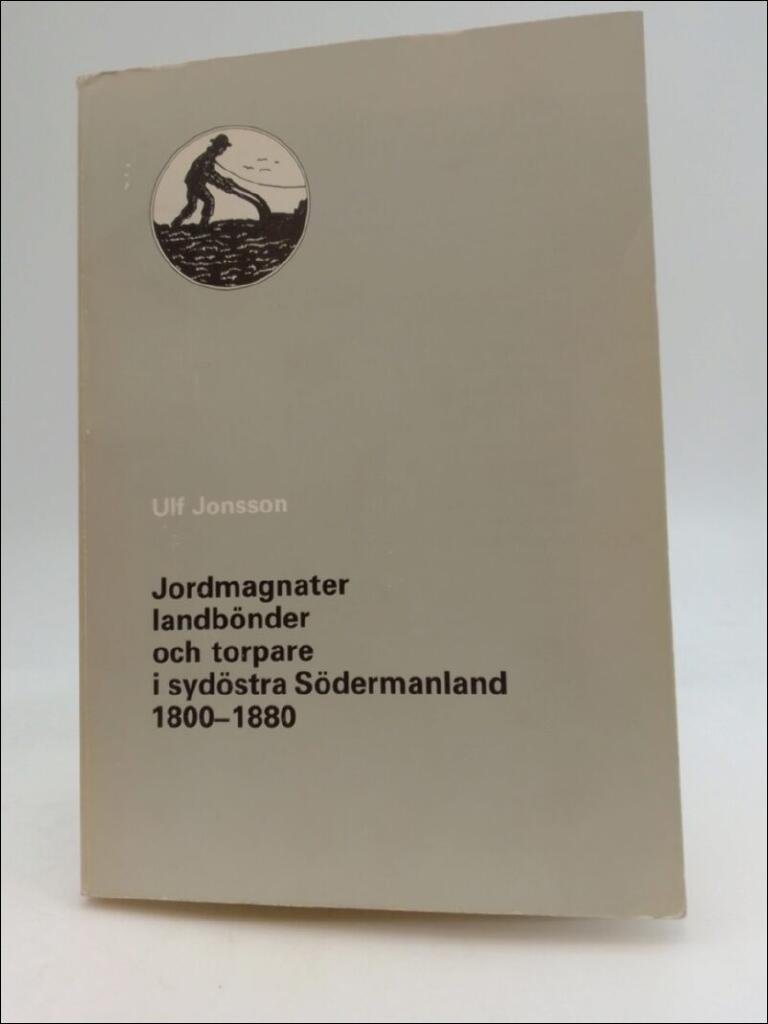 Ulf Jonsson
Jordmagnater
landbönder
och torpare
i sydöstra Södermanland
1800–1880